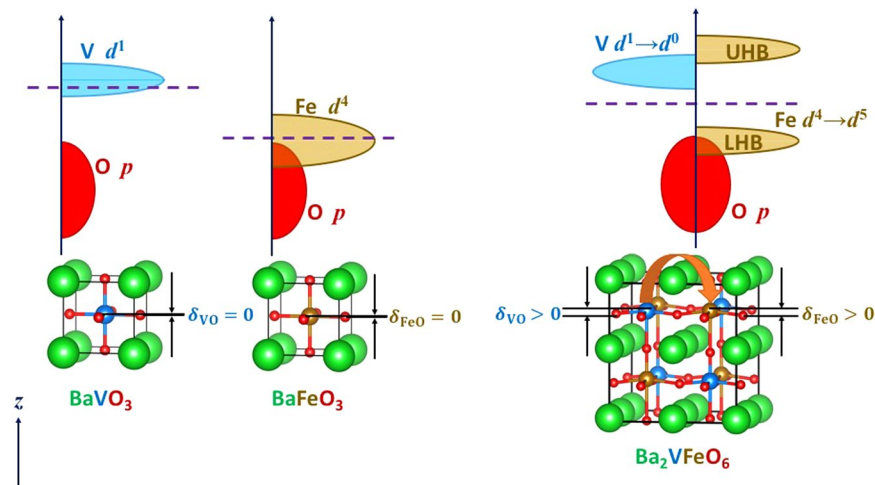 V d¹
Fe d⁴
O p
O p
V d¹→d⁰
UHB
Fe d⁴→d⁵
LHB
O p
δVO = 0
δFeO = 0
δVO > 0
δFeO > 0
BaVO₃
BaFeO₃
Ba₂VFeO₆
z